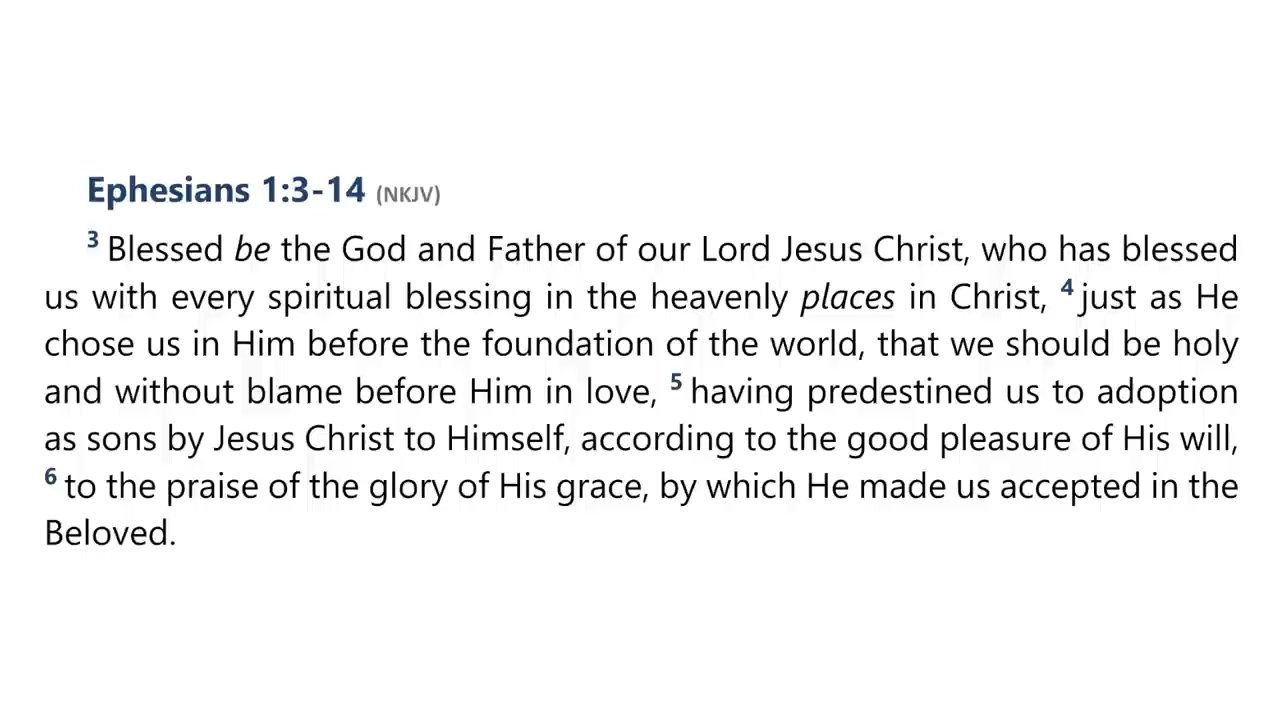 Ephesians 1:3-14 (NKJV)
3 Blessed be the God and Father of our Lord Jesus Christ, who has blessed
us with every spiritual blessing in the heavenly places in Christ, 4 just as He
chose us in Him before the foundation of the world, that we should be holy
and without blame before Him in love, 5 having predestined us to adoption
as sons by Jesus Christ to Himself, according to the good pleasure of His will,
6 to the praise of the glory of His grace, by which He made us accepted in the
Beloved.